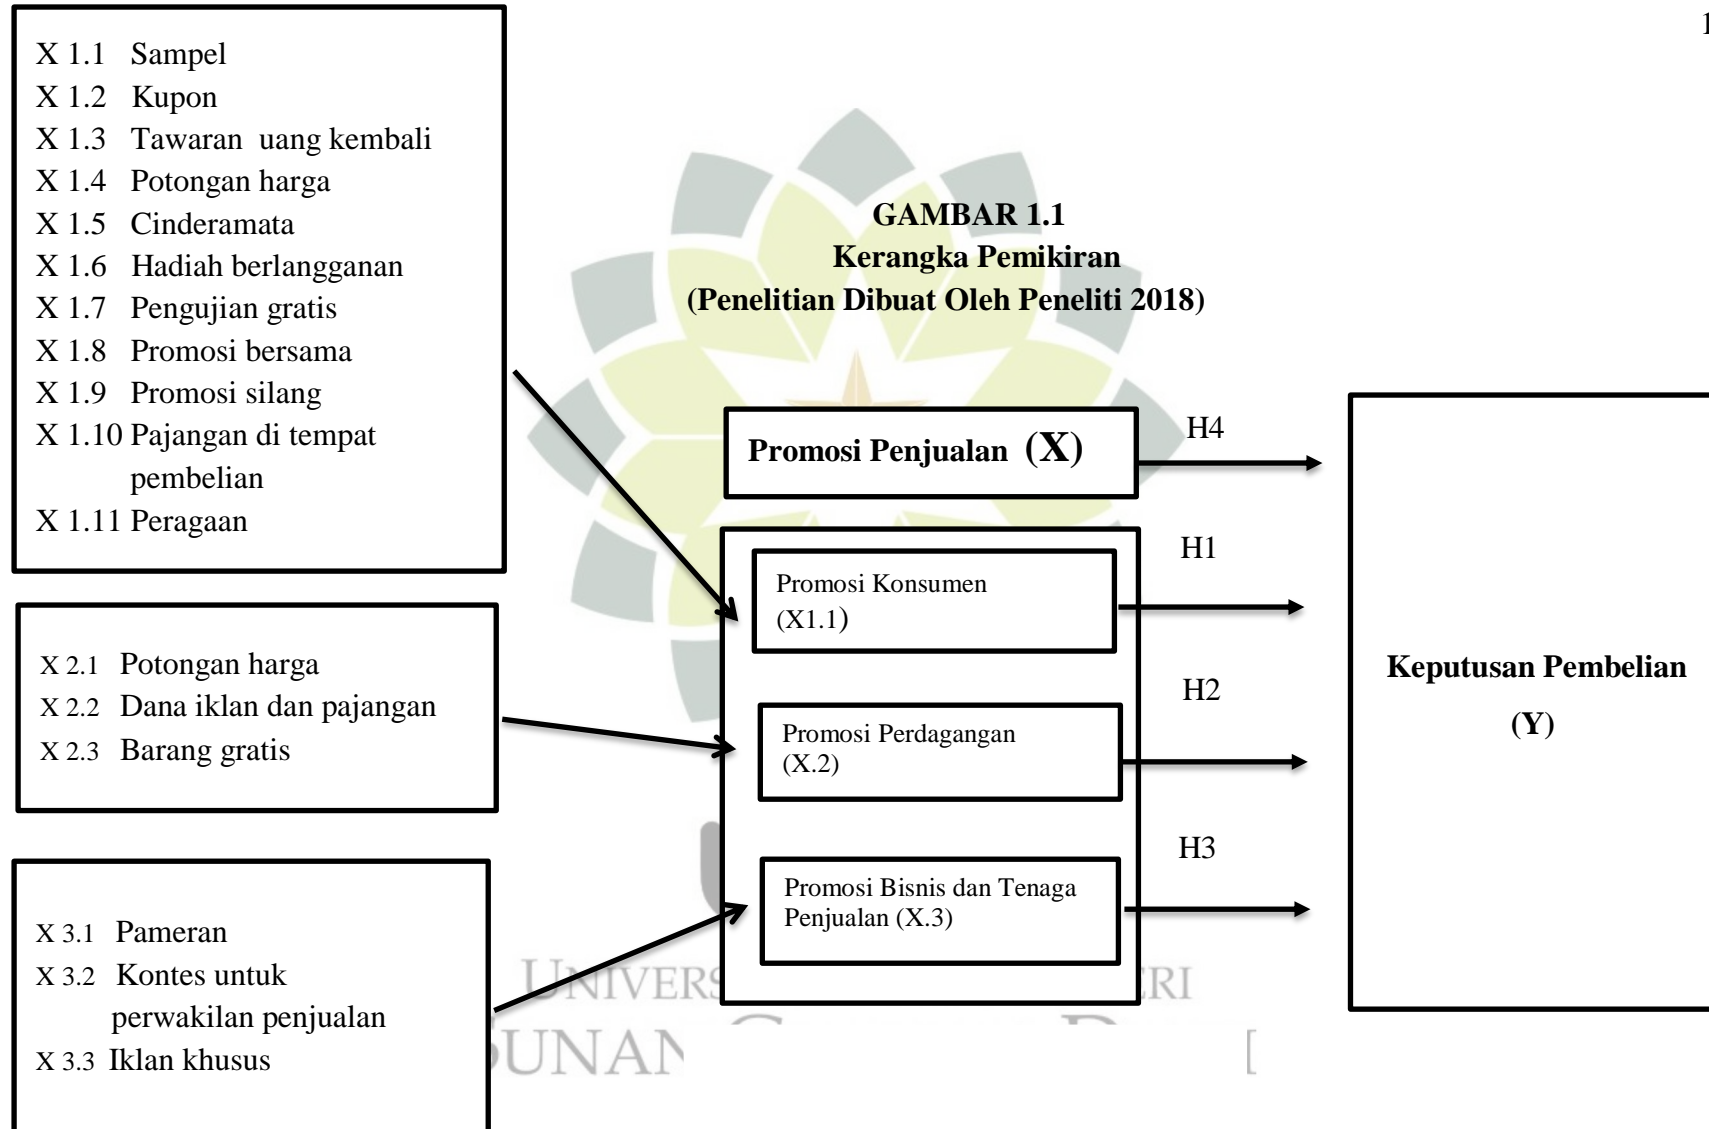 1
X 1.1 Sampel
X 1.2 Kupon
X 1.3 Tawaran uang kembali
X 1.4 Potongan harga
X 1.5 Cinderamata
X 1.6 Hadiah berlangganan
X 1.7 Pengujian gratis
X 1.8 Promosi bersama
X 1.9 Promosi silang
X 1.10 Pajangan di tempat
pembelian
X 1.11 Peragaan
X 2.1 Potongan harga
X 2.2 Dana iklan dan pajangan
X 2.3 Barang gratis
X 3.1 Pameran
X 3.2 Kontes untuk
perwakilan penjualan
X 3.3 Iklan khusus
GAMBAR 1.1
Kerangka Pemikiran
(Penelitian Dibuat Oleh Peneliti 2018)
Promosi Penjualan (X)
Promosi Konsumen
(X1.1)
Promosi Perdagangan
(X.2)
Promosi Bisnis dan Tenaga
Penjualan (X.3)
H4
H1
H2
H3
Keputusan Pembelian
(Y)
SUNAN